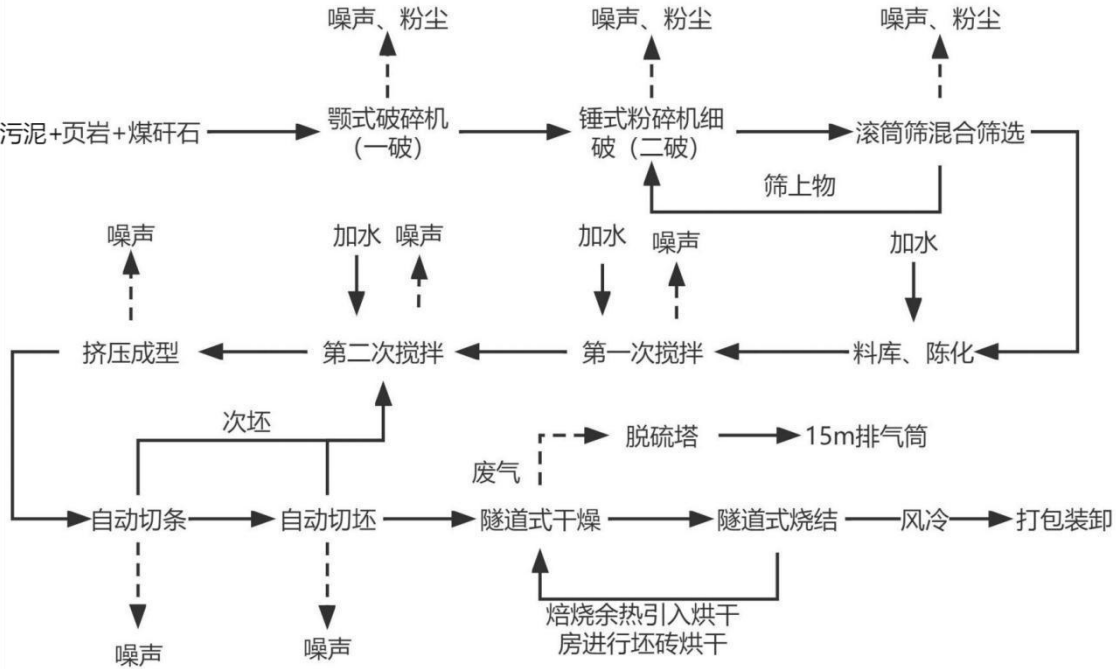 噪声、粉尘 噪声、粉尘 噪声、粉尘
污泥+页岩+煤矸石 颚式破碎机 锤式粉碎机细 滚筒筛混合筛选
（一破） 破（二破）
筛上物
噪声 加水 噪声 加水 噪声 加水
挤压成型 第二次搅拌 第一次搅拌 料库、陈化
次坯 脱硫塔 15m排气筒
废气
自动切条 自动切坯 隧道式干燥 隧道式烧结 风冷 打包装卸
焙烧余热引入烘干
房进行坯砖烘干
噪声 噪声